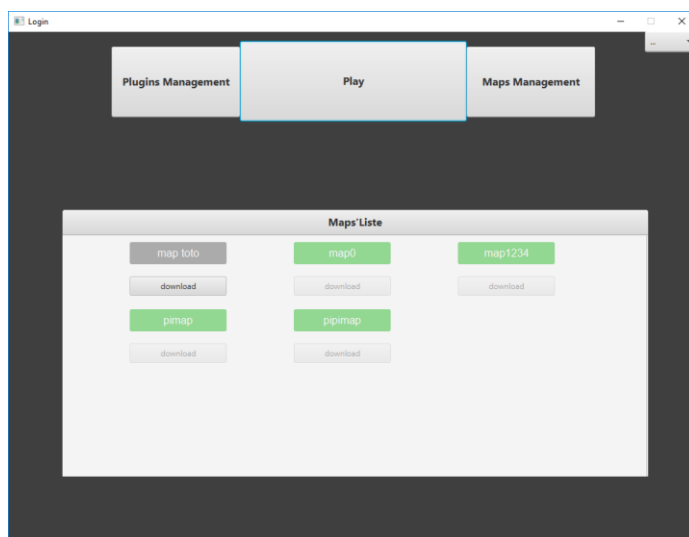 Login
..
Plugins Management
Play
Maps Management
Maps'Liste
map toto
map0
map1234
download
download
download
pimap
pipimap
download
download